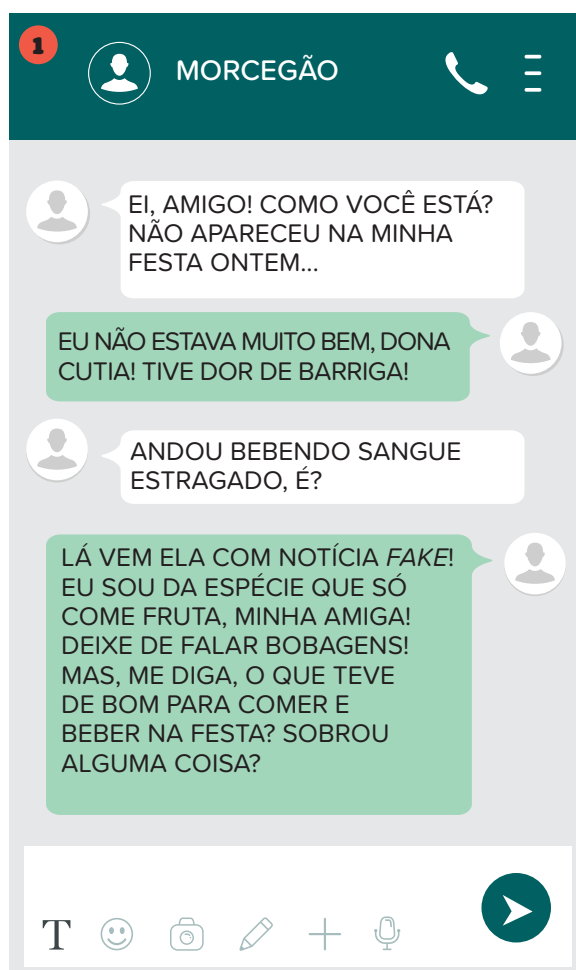 1
MORCEGÃO
EI, AMIGO! COMO VOCÊ ESTÁ?
NÃO APARECEU NA MINHA
FESTA ONTEM...
EU NÃO ESTAVA MUITO BEM, DONA
CUTIA! TIVE DOR DE BARRIGA!
ANDOU BEBENDO SANGUE
ESTRAGADO, É?
LÁ VEM ELA COM NOTÍCIA FAKE!
EU SOU DA ESPÉCIE QUE SÓ
COME FRUTA, MINHA AMIGA!
DEIXE DE FALAR BOBAGENS!
MAS, ME DIGA, O QUE TEVE
DE BOM PARA COMER E
BEBER NA FESTA? SOBROU
ALGUMA COISA?
T